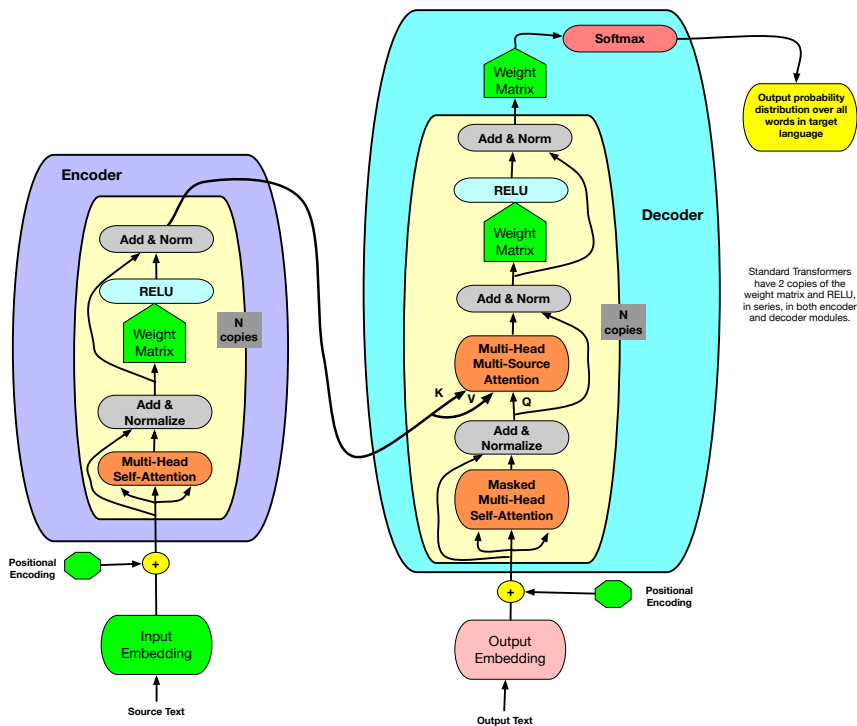 Softmax
Weight
Matrix
Output probability
distribution over all
words in target
language
Add & Norm
Encoder
RELU
Decoder
Weight
Matrix
Add & Norm
Standard Transformers
have 2 copies of the
weight matrix and RELU,
in series, in both encoder
and decoder modules.
RELU
Add & Norm
N
copies
N
copies
Weight
Matrix
Multi-Head
Multi-Source
Attention
K
V
Q
Add &
Normalize
Add &
Normalize
Multi-Head
Self-Attention
Masked
Multi-Head
Self-Attention
Positional
Encoding
+
+
Positional
Encoding
Input
Embedding
Output
Embedding
Source Text
Output Text